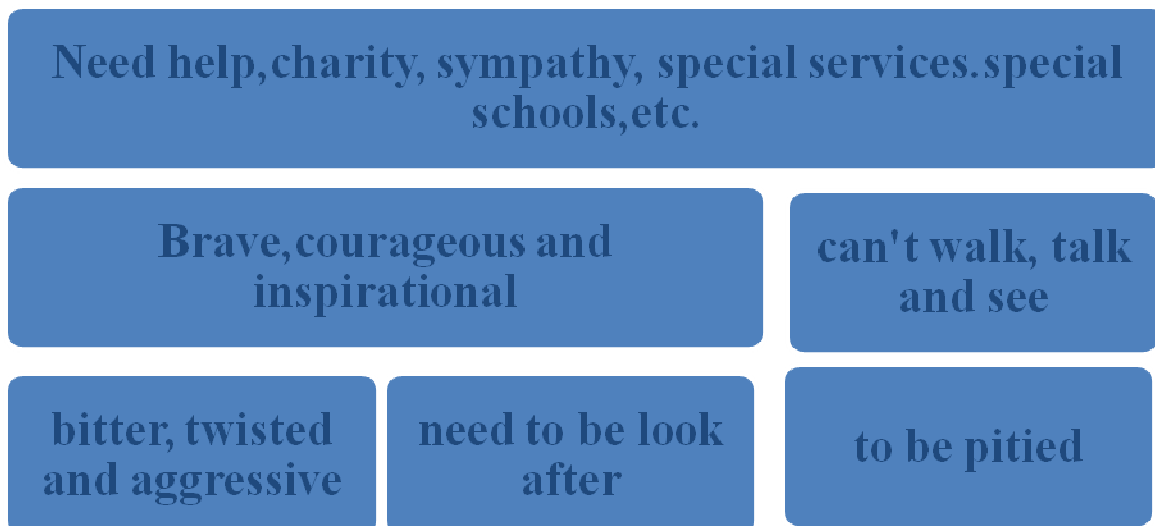 Need help,charity, sympathy, special services.special
schools,etc.
Brave,courageous and
inspirational
can't walk, talk
and see
bitter, twisted
and aggressive
need to be look
after
to be pitied